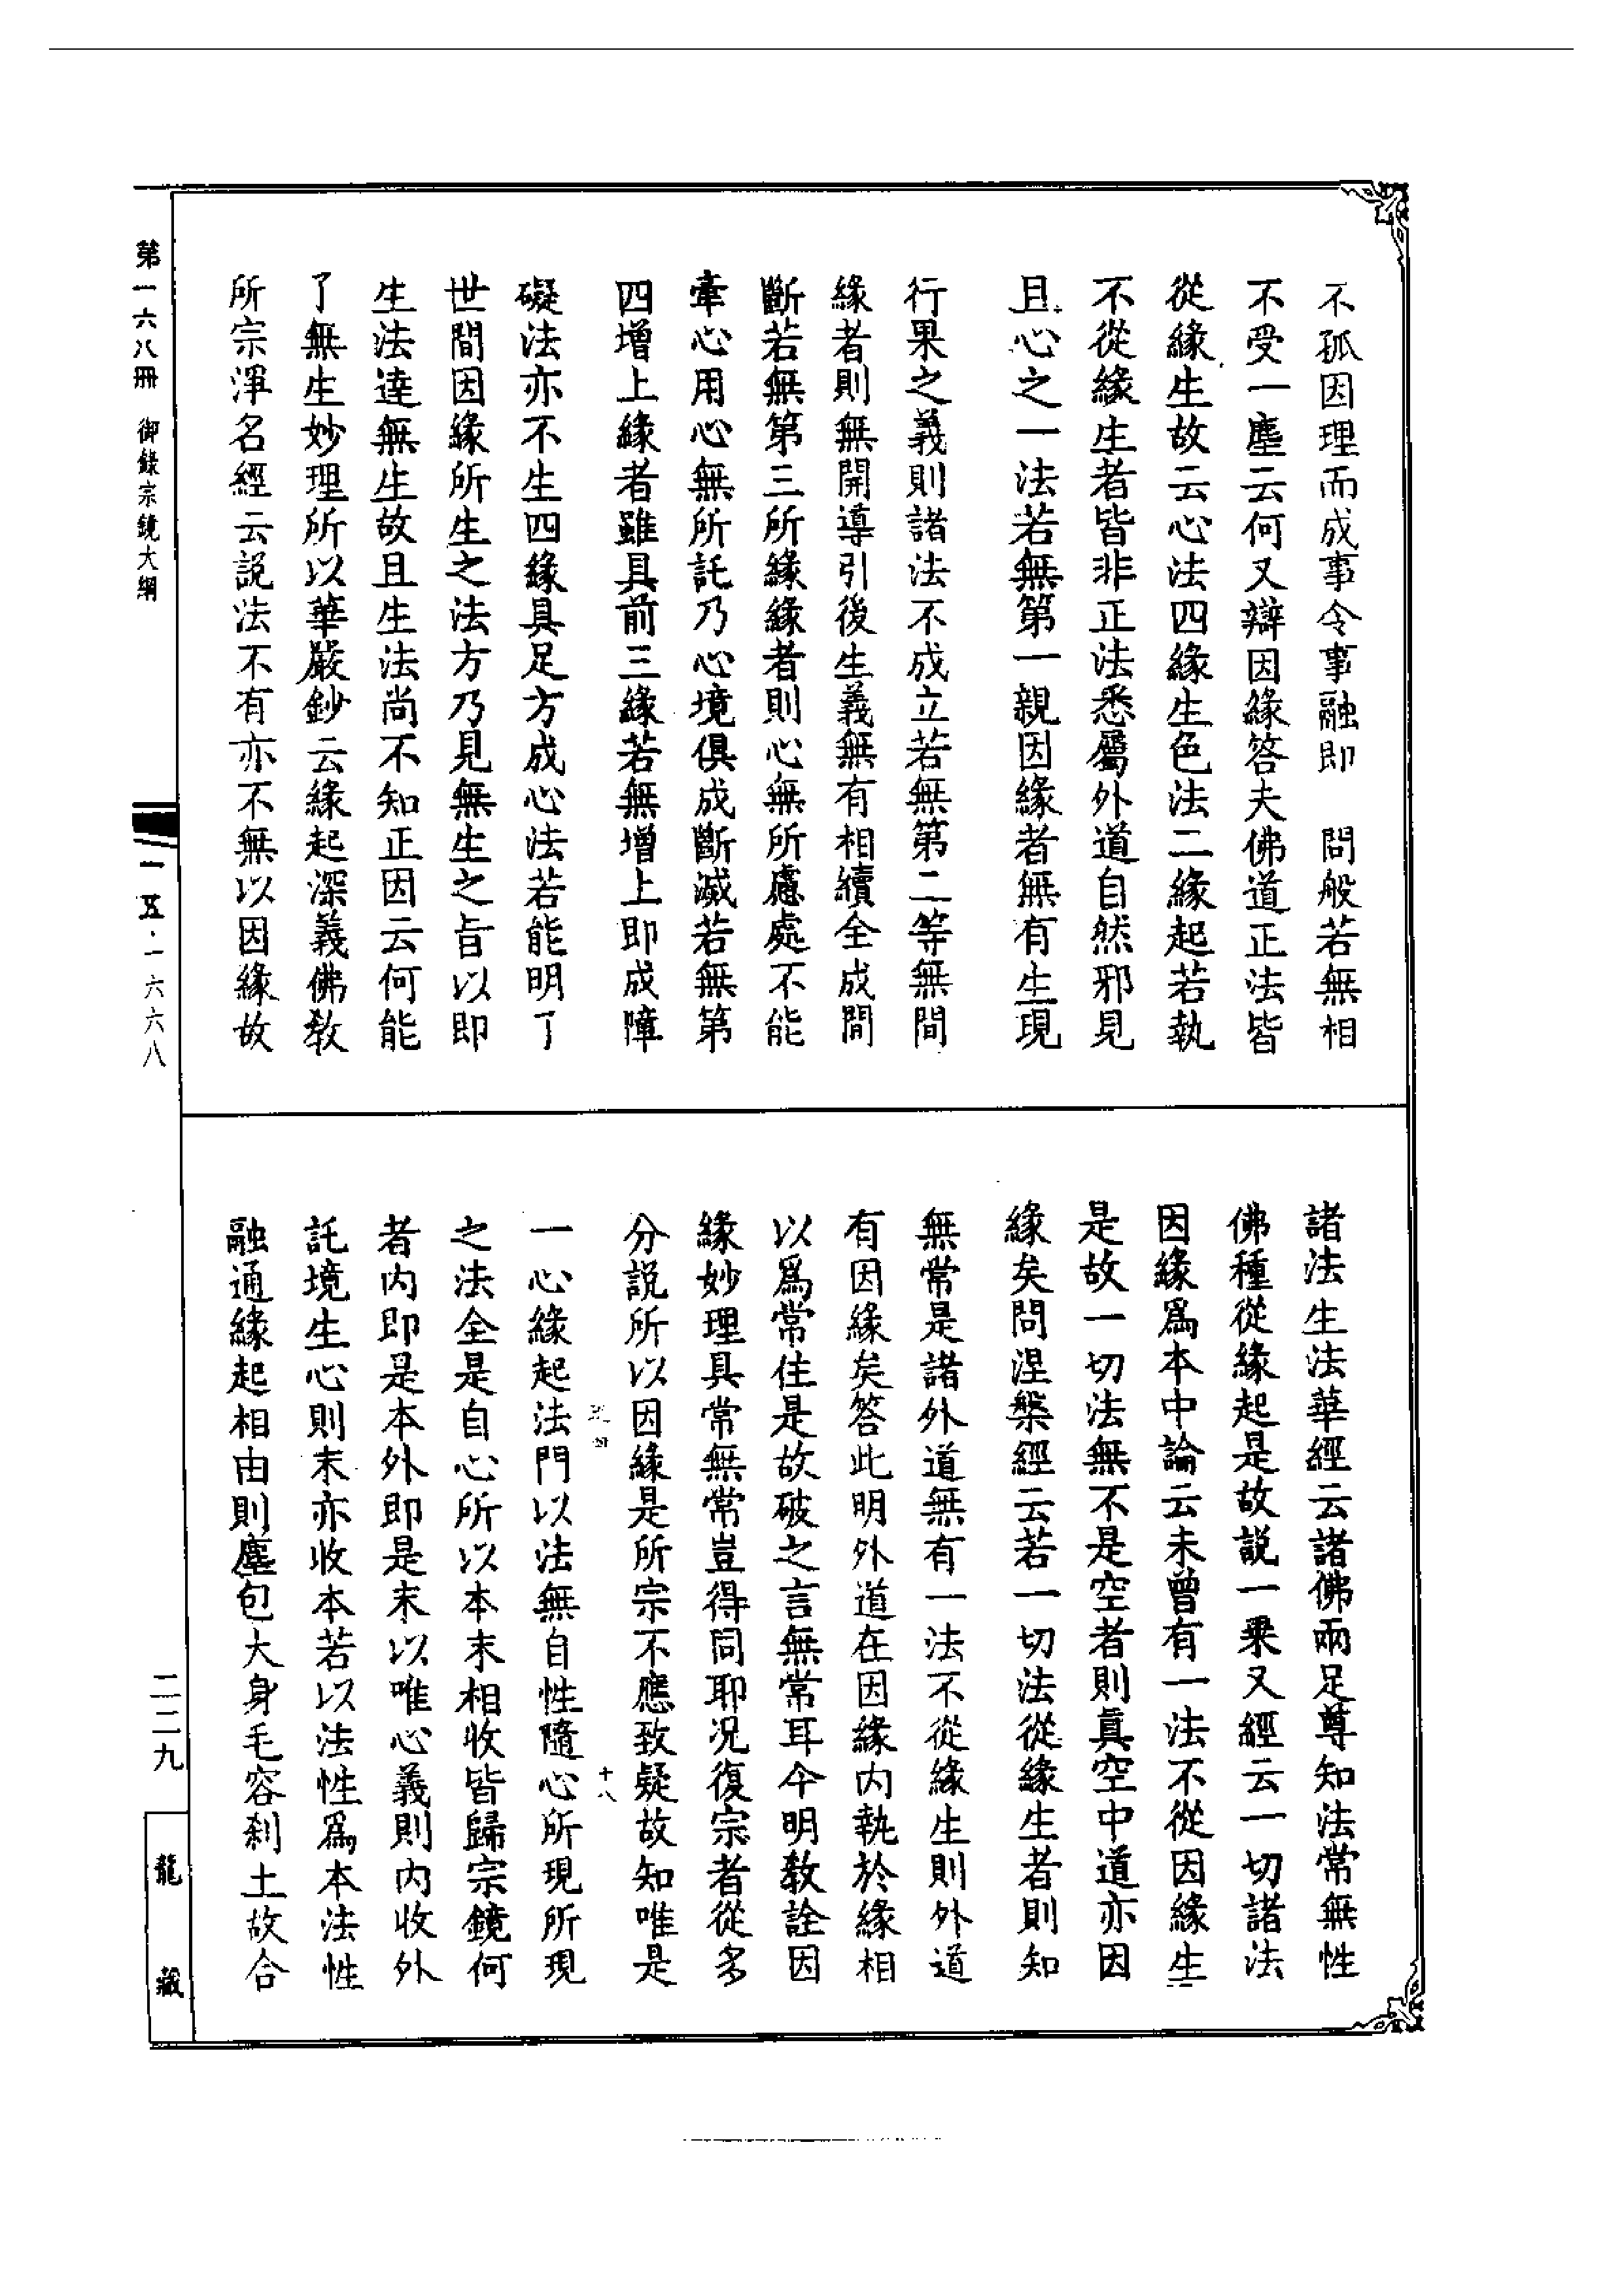 不孤因理而成事令事融即　問般若無相
不受一塵云何又辯因緣答夫佛道正法皆
從緣生故云心法四緣生色法二緣起若執
不從緣生者皆非正法悉屬外道自然邪見
且心之一法若無第一親因緣者無有生現
行果之義則諸法不成立若無第二等無間
緣者則無開導引後生義無有相續全成間
斷若無第三所緣緣者則心無所慮處不能
牽心用心無所託乃心境俱成斷滅若無第
四增上緣者雖具前三緣若無增上即成障
礙法亦不生四緣具足方成心法若能明了
世間因緣所生之法方乃見無生之旨以即
生法達無生故且生法尚不知正因云何能
了無生妙理所以華嚴鈔云緣起深義佛教
所宗淨名經云説法不有亦不無以因緣故
諸法生法華經云諸佛兩足尊知法常無性
佛種從緣起是故説一乗又經云一切諸法
因緣爲本中論云未曾有一法不從因緣生
是故一切法無不是空者則眞空中道亦因
緣矣問涅槃經云若一切法從緣生者則知
無常是諸外道無有一法不從緣生則外道
有因緣矣答此明外道在因緣内執於緣相
以爲常住是故破之言無常耳今明教詮因
緣妙理具常無常豈得同耶况復宗者從多
分説所以因緣是所宗不應致疑故知唯是
十八
一心緣起法門以法無自性隨心所現所現
之法全是自心所以本末相收皆歸宗鏡何
者内即是本外即是末以唯心義則内收外
託境生心則末亦收本若以法性爲本法性
融通緣起相由則塵包大身毛容刹土故合
第一六八冊　御錄宗鏡大綱
一五·一六六八
二二九
龍藏